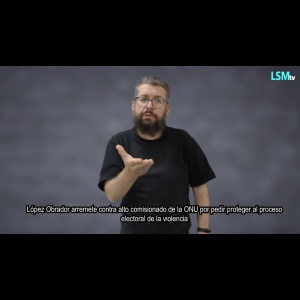 LSMtv
López Obrador arremete contra alto comisionado de la ONU por pedir proteger al proceso
electoral de la violencia